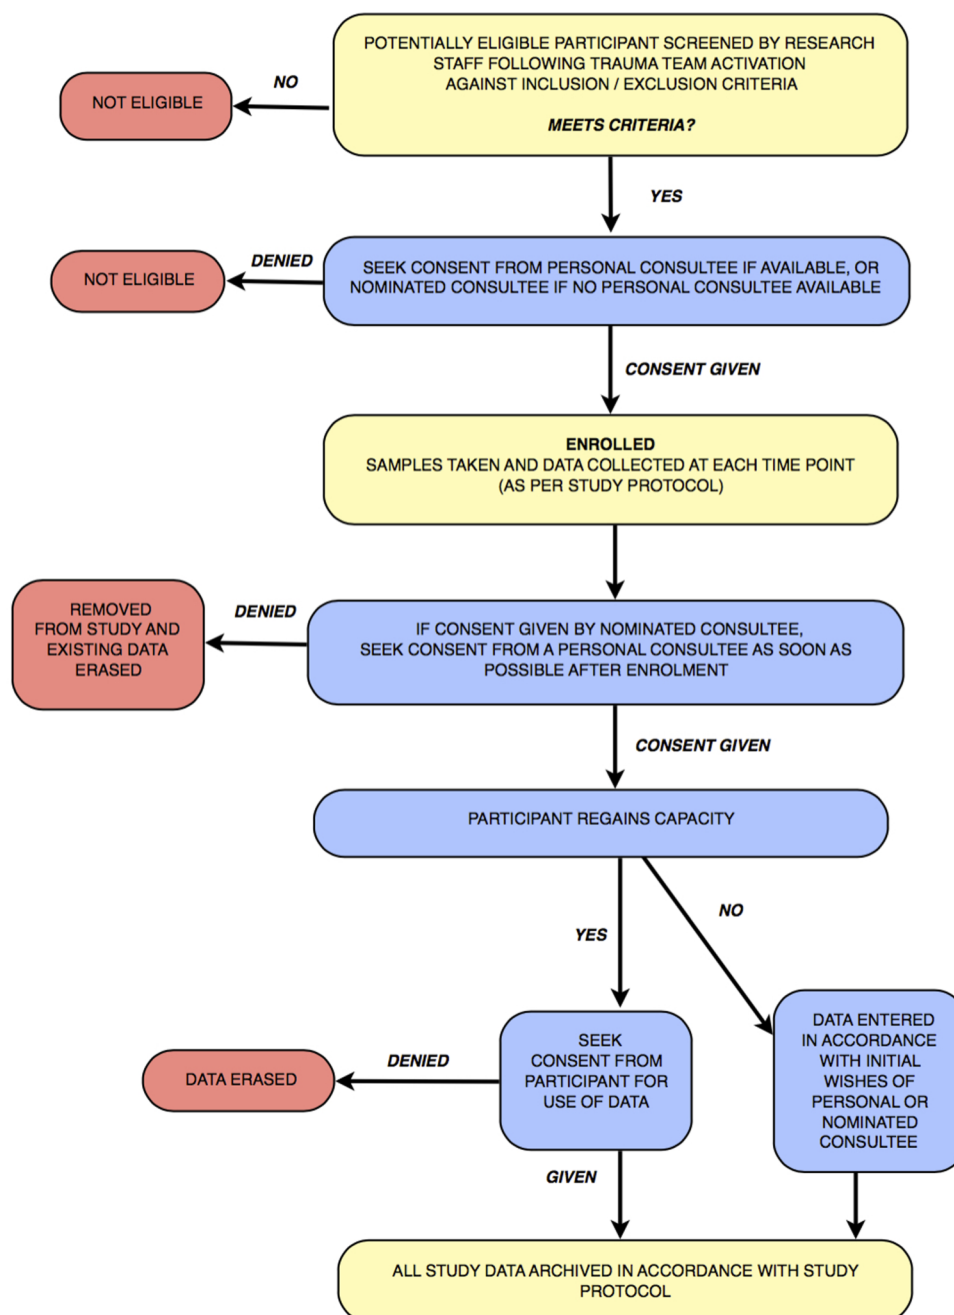 POTENTIALLY ELIGIBLE PARTICIPANT SCREENED BY RESEARCH
STAFF FOLLOWING TRAUMA TEAM ACTIVATION
AGAINST INCLUSION / EXCLUSION CRITERIA
MEETS CRITERIA?
NO
NOT ELIGIBLE
YES
SEEK CONSENT FROM PERSONAL CONSULTEE IF AVAILABLE, OR
NOMINATED CONSULTEE IF NO PERSONAL CONSULTEE AVAILABLE
DENIED
NOT ELIGIBLE
CONSENT GIVEN
ENROLLED
SAMPLES TAKEN AND DATA COLLECTED AT EACH TIME POINT
(AS PER STUDY PROTOCOL)
IF CONSENT GIVEN BY NOMINATED CONSULTEE,
SEEK CONSENT FROM A PERSONAL CONSULTEE AS SOON AS
POSSIBLE AFTER ENROLMENT
DENIED
REMOVED
FROM STUDY AND
EXISTING DATA
ERASED
CONSENT GIVEN
PARTICIPANT REGAINS CAPACITY
YES
NO
SEEK
CONSENT FROM
PARTICIPANT FOR
USE OF DATA
DENIED
DATA ERASED
DATA ENTERED
IN ACCORDANCE
WITH INITIAL
WISHES OF
PERSONAL OR
NOMINATED
CONSULTEE
GIVEN
ALL STUDY DATA ARCHIVED IN ACCORDANCE WITH STUDY
PROTOCOL